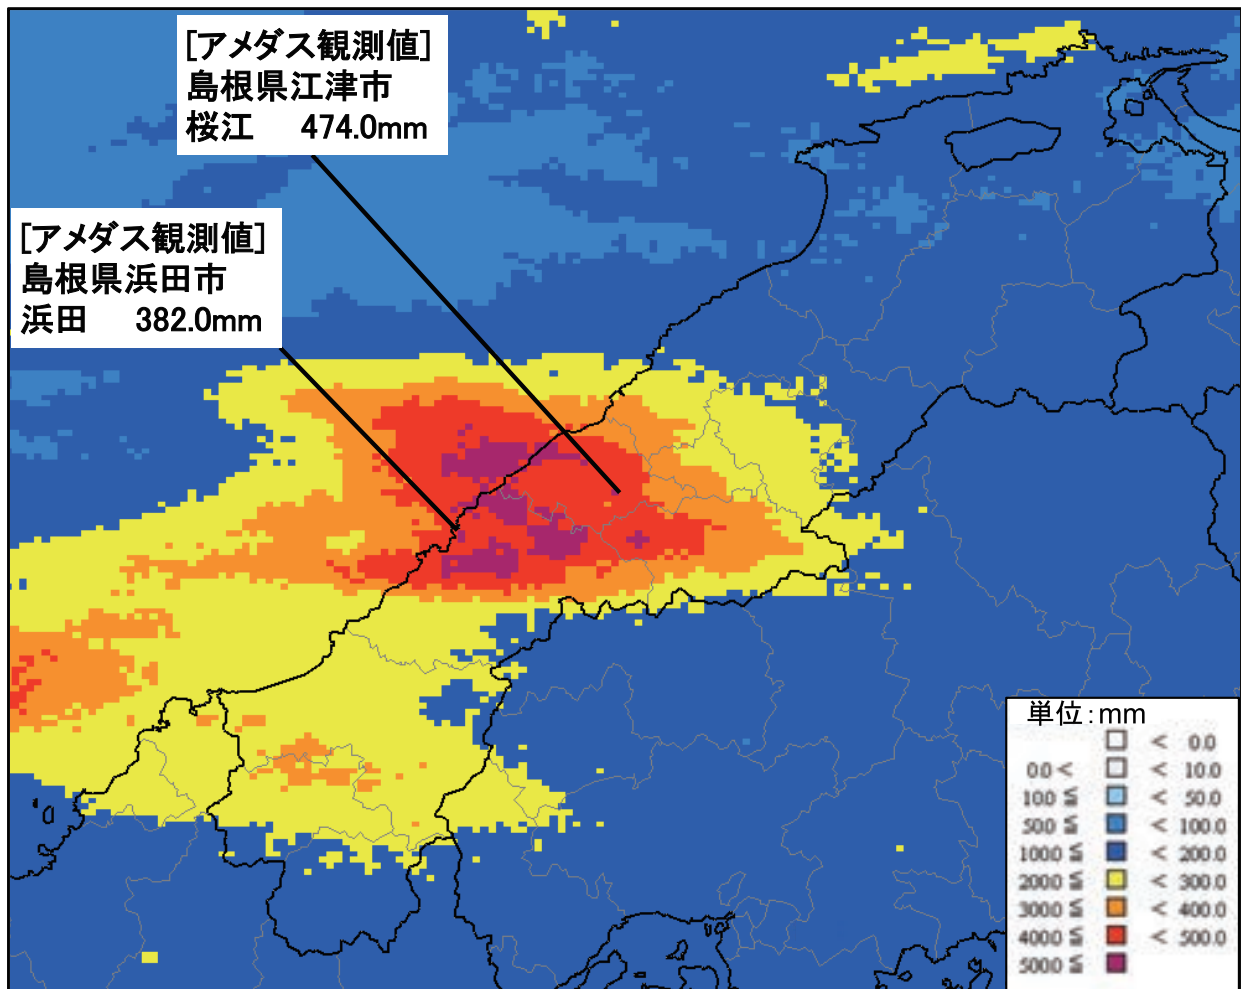 [アメダス観測値]
島根県江津市
桜江 474.0mm
[アメダス観測値]
島根県浜田市
浜田 382.0mm
単位:mm
< 0.0
0.0 < < 10.0
10.0 ≦ < 50.0
50.0 ≦ < 100.0
100.0 ≦ < 200.0
200.0 ≦ < 300.0
300.0 ≦ < 400.0
400.0 ≦ < 500.0
500.0 ≦